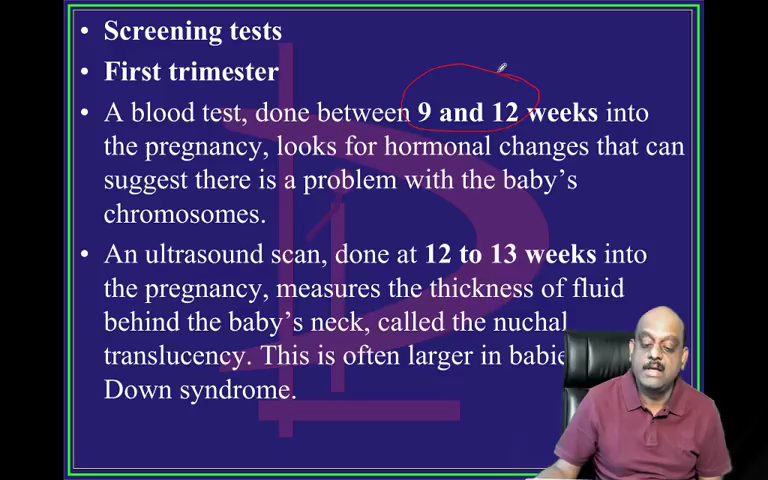 • Screening tests
• First trimester
• A blood test, done between 9 and 12 weeks into
the pregnancy, looks for hormonal changes that can
suggest there is a problem with the baby's
chromosomes.
• An ultrasound scan, done at 12 to 13 weeks into
the pregnancy, measures the thickness of fluid
behind the baby's neck, called the nuchal
translucency. This is often larger in
Down syndrome.